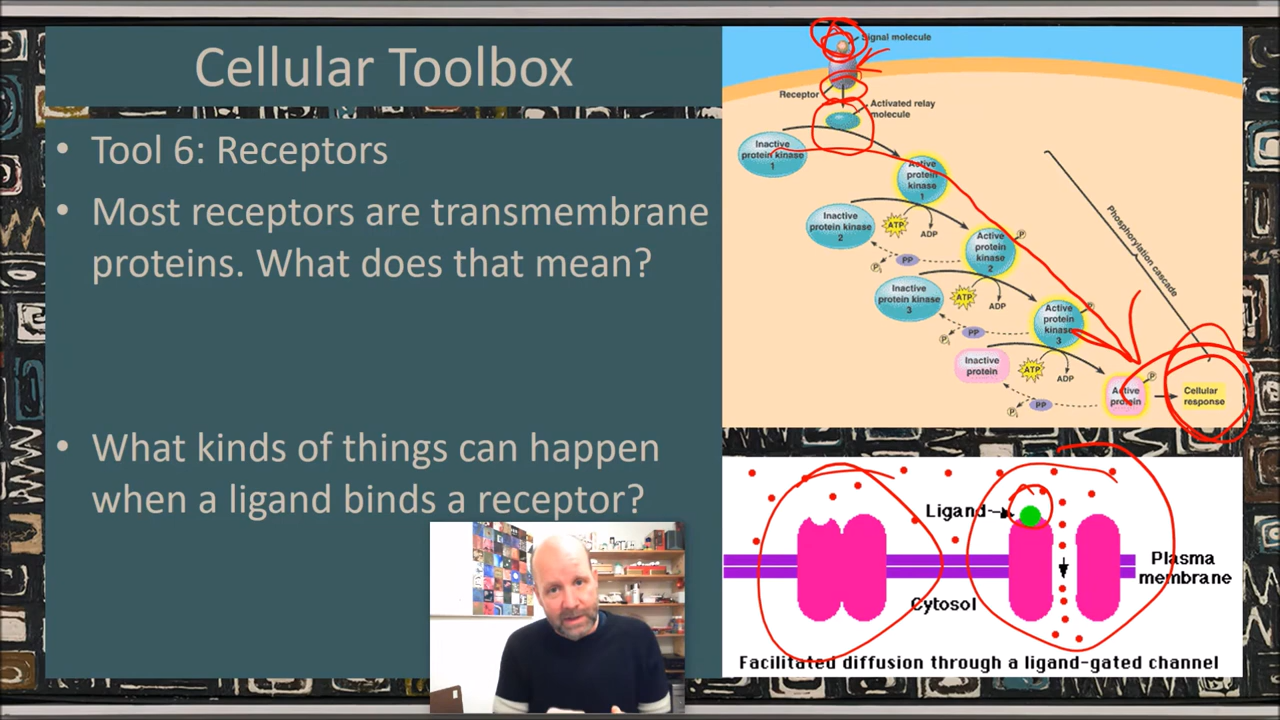 Cellular Toolbox
• Tool 6: Receptors
• Most receptors are transmembrane
proteins. What does that mean?
• What kinds of things can happen
when a ligand binds a receptor?
Signal molecule
Receptor
Activated relay
molecule
Inactive
protein kinase
1
Active
protein
kinase
1
Inactive
protein kinase
2
ATP
ADP
Active
protein
kinase
2
P
PP
Pi
Inactive
protein kinase
3
ATP
ADP
Active
protein
kinase
3
P
PP
Pi
Inactive
protein
ATP
ADP
Active
protein
P
PP
Pi
Cellular
response
Phosphorylation cascade
Ligand
Plasma
membrane
Cytosol
Facilitated diffusion through a ligand-gated channel